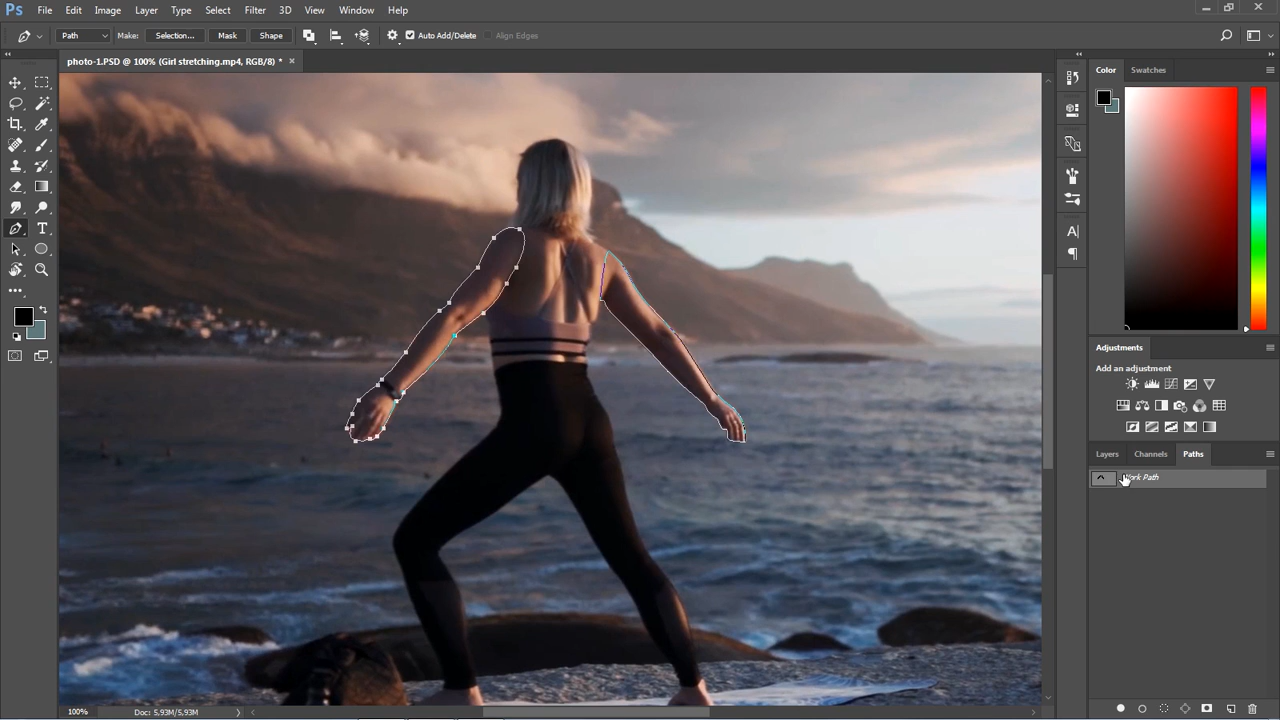 Ps File Edit Image Layer Type Select Filter 3D View Window Help
Path Make: Selection... Mask Shape Auto Add/Delete Align Edges
photo-1.PSD @ 100% (Girl stretching.mp4, RGB/8) * ×
Color Swatches
Adjustments
Add an adjustment
Layers Channels Paths
Work Path
100% Doc: 5,93M/5,93M